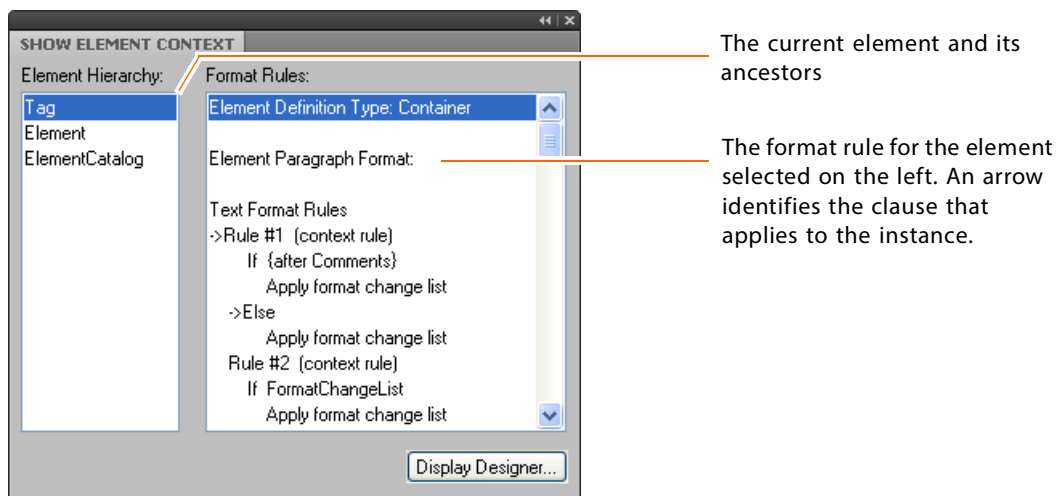 SHOW ELEMENT CONTEXT
Element Hierarchy:
Tag
Element
ElementCatalog
Format Rules:
Element Definition Type: Container
Element Paragraph Format:
Text Format Rules
->Rule #1 (context rule)
If {after Comments}
Apply format change list
->Else
Apply format change list
Rule #2 (context rule)
If FormatChangeList
Apply format change list
Display Designer...
The current element and its
ancestors
The format rule for the element
selected on the left. An arrow
identifies the clause that
applies to the instance.